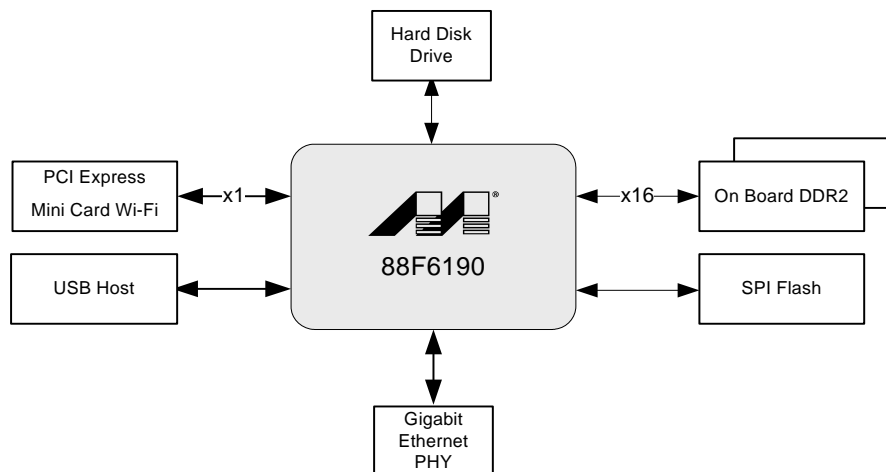 Hard Disk
Drive
PCI Express
Mini Card Wi-Fi
x1
®
x16
On Board DDR2
88F6190
USB Host
SPI Flash
Gigabit
Ethernet
PHY